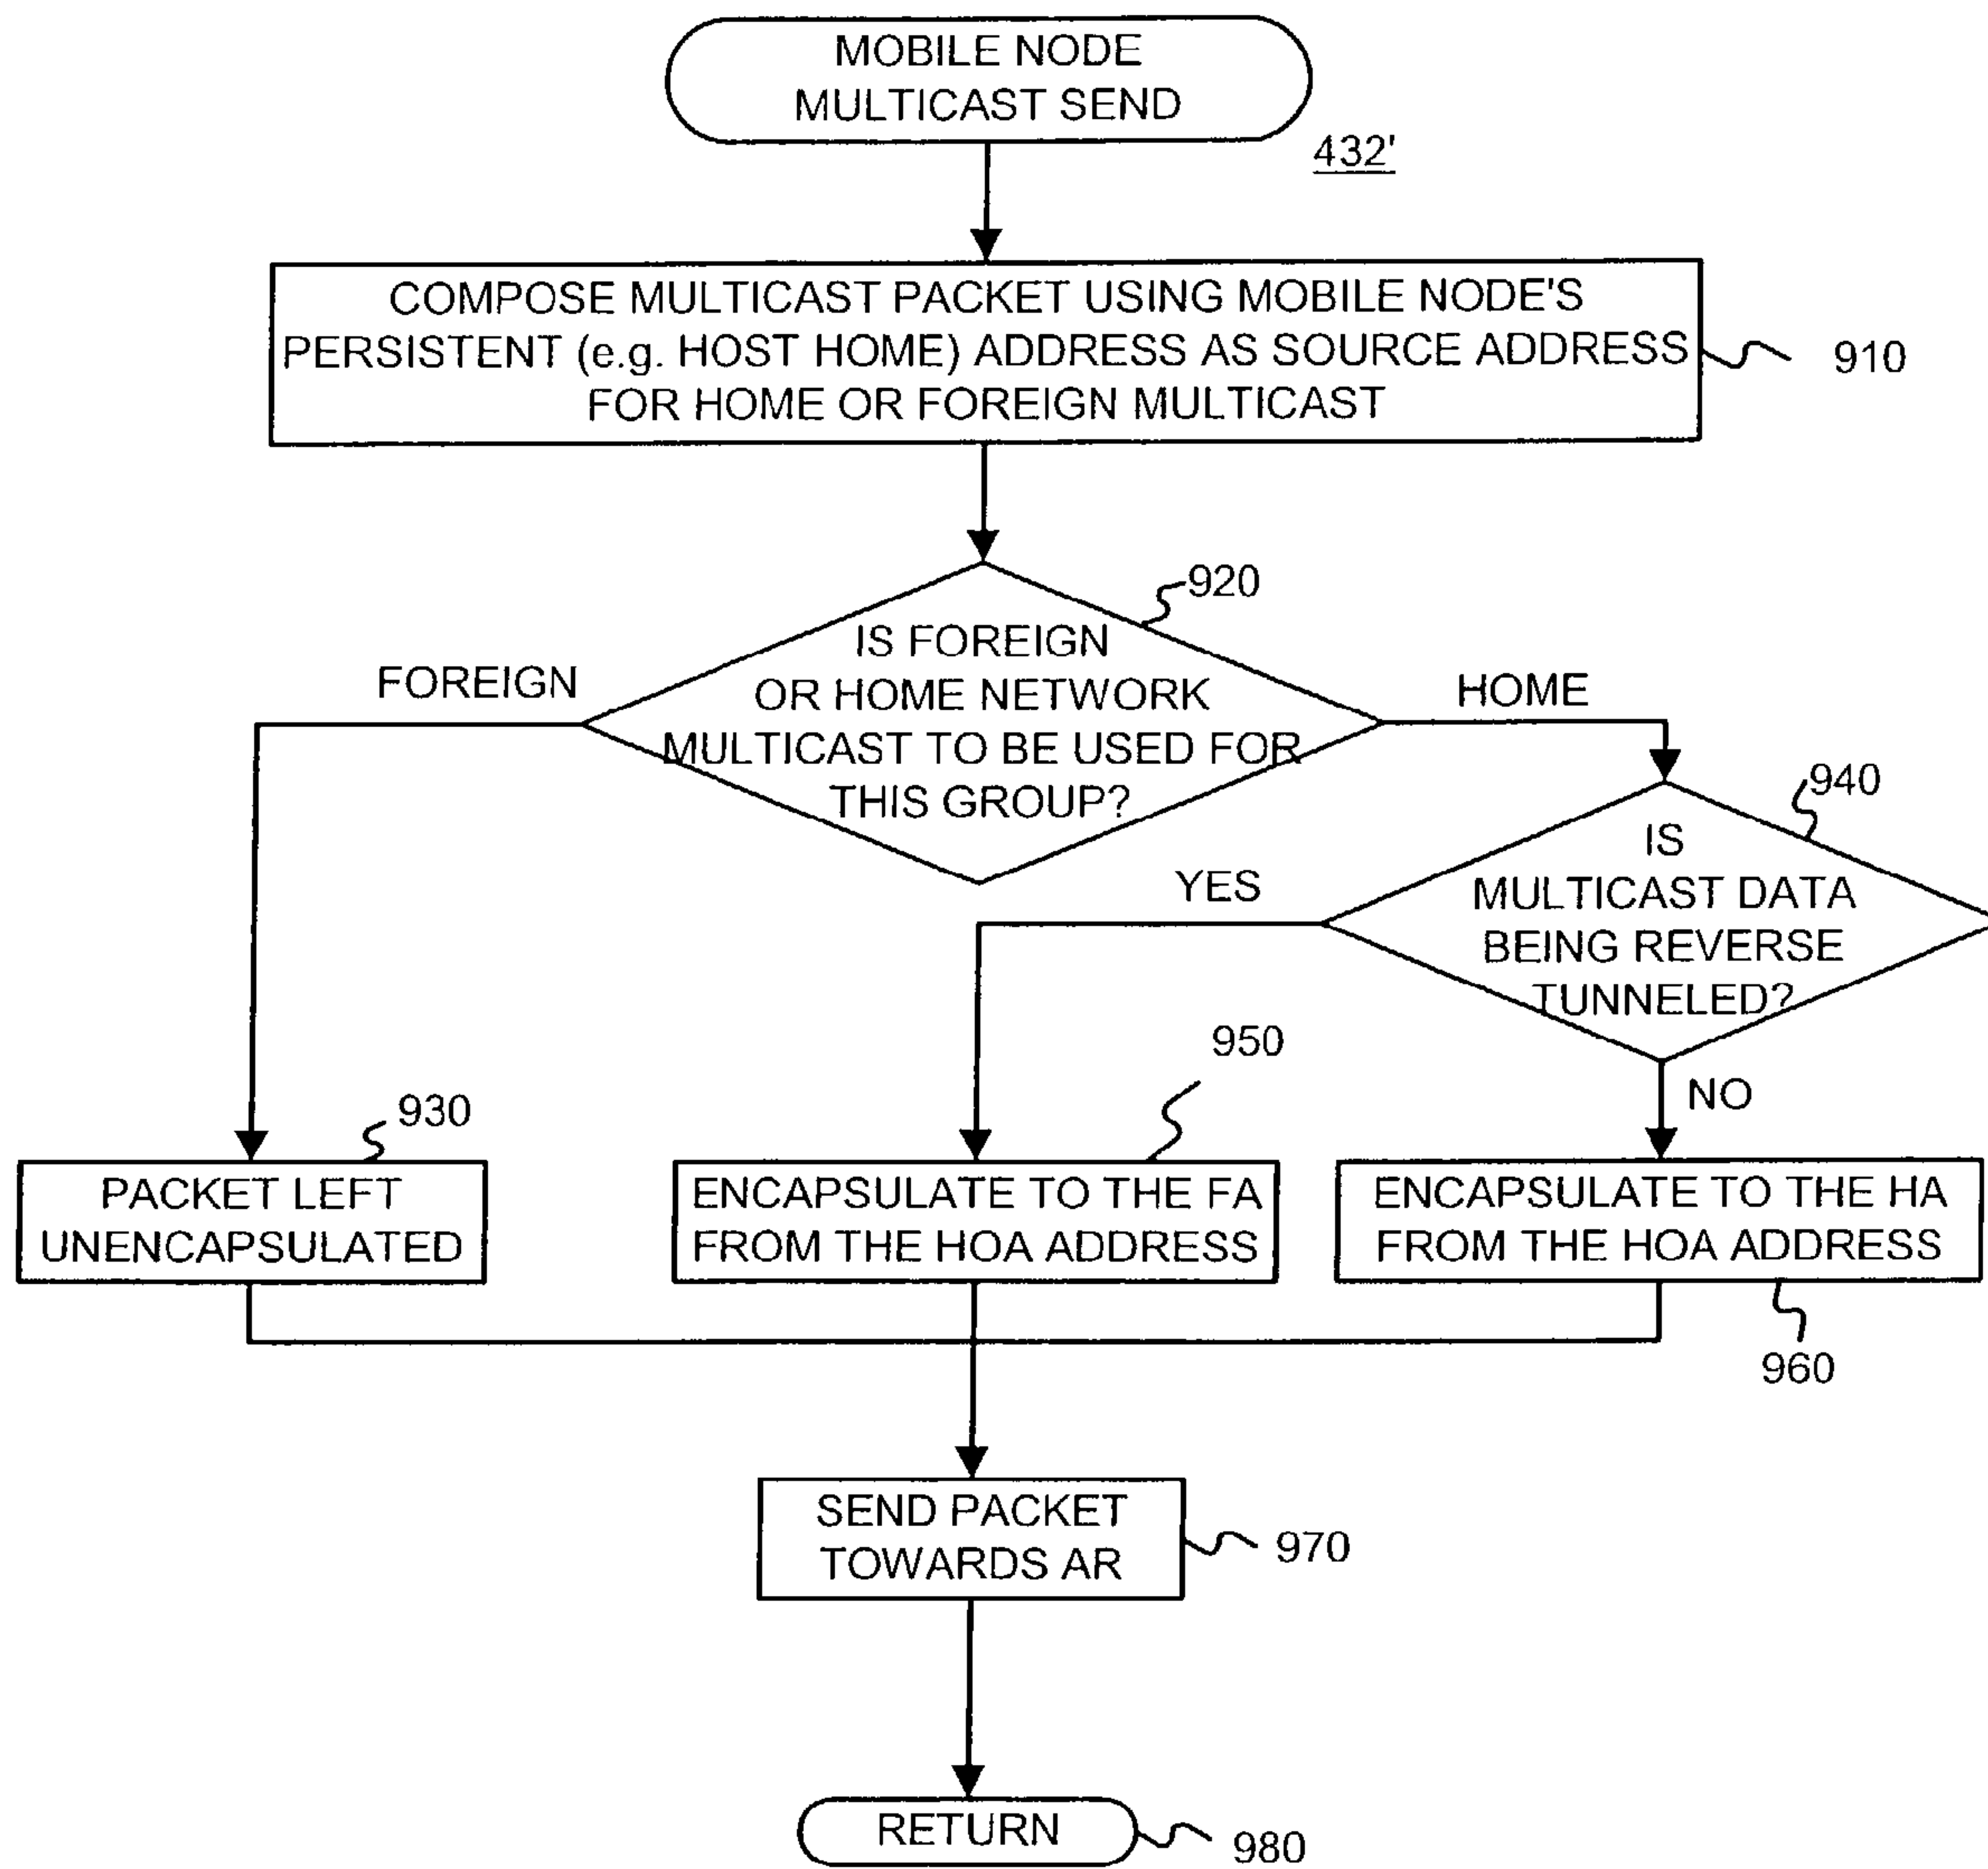 MOBILE NODE
MULTICAST SEND
432'
COMPOSE MULTICAST PACKET USING MOBILE NODE'S
PERSISTENT (e.g. HOST HOME) ADDRESS AS SOURCE ADDRESS
FOR HOME OR FOREIGN MULTICAST
910
920
IS FOREIGN
OR HOME NETWORK
MULTICAST TO BE USED FOR
THIS GROUP?
FOREIGN
HOME
940
IS
MULTICAST DATA
BEING REVERSE
TUNNELED?
YES
NO
930
PACKET LEFT
UNENCAPSULATED
950
ENCAPSULATE TO THE FA
FROM THE HOA ADDRESS
ENCAPSULATE TO THE HA
FROM THE HOA ADDRESS
960
SEND PACKET
TOWARDS AR
970
RETURN
980